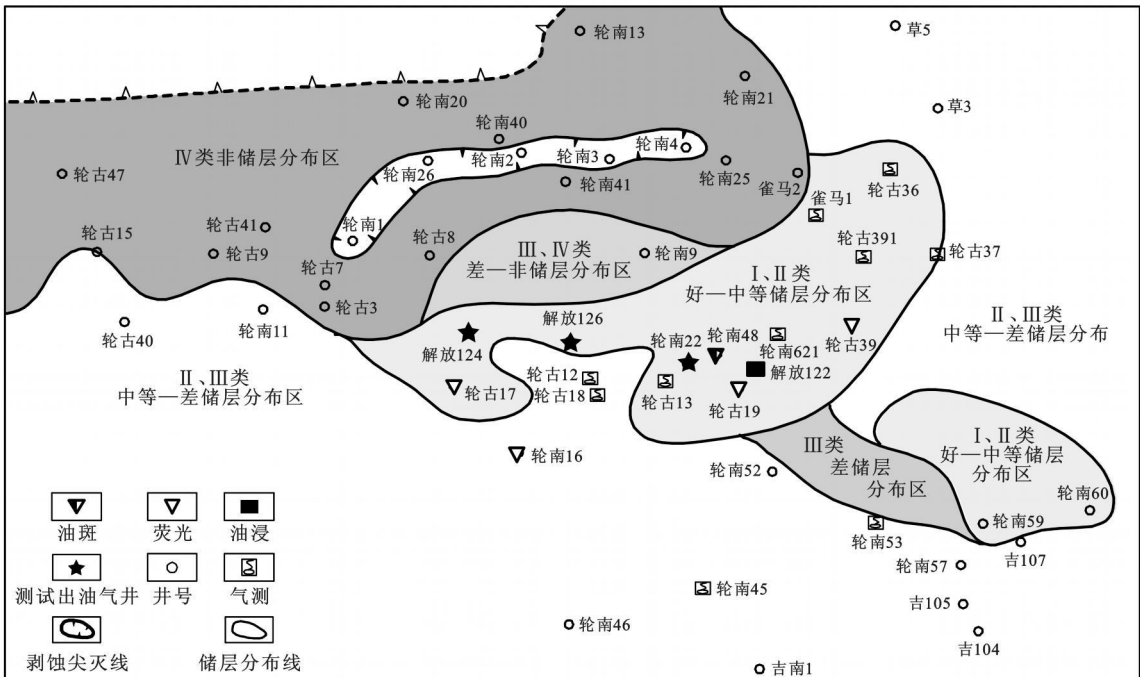 草5
轮南13
轮南21
轮南20
草3
轮南40
轮南4
轮南2
轮南3
IV类非储层分布区
轮南26
轮南25
轮古47
轮南41
雀马2
轮古36
雀马1
轮南1
轮古41
轮古15
轮古9
轮古8
III、IV类
差—非储层分布区
轮南9
轮古391
轮古37
轮古7
I、II类
好—中等储层分布区
轮古3
轮南11
轮古40
解放126
解放124
轮南22
轮南48
轮南621
轮古39
II、III类
中等—差储层分布
解放122
II、III类
中等—差储层分布区
轮古17
轮古12
轮古18
轮古13
轮古19
III类
差储层
分布区
I、II类
好—中等储层
分布区
轮南16
轮南52
轮南60
轮南59
轮南53
吉107
轮南57
轮南45
吉105
轮南46
吉104
吉南1
油斑
荧光
油浸
测试出油气井
井号
气测
剥蚀尖灭线
储层分布线